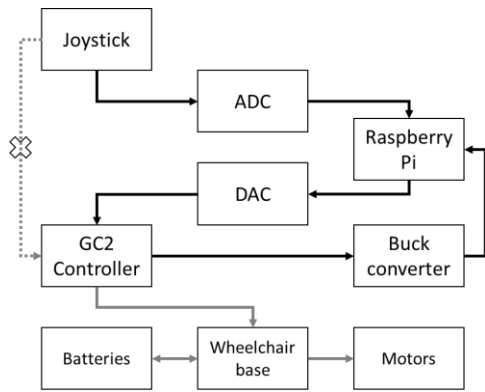 Joystick
ADC
Raspberry
Pi
DAC
GC2
Controller
Buck
converter
Batteries
Wheelchair
base
Motors